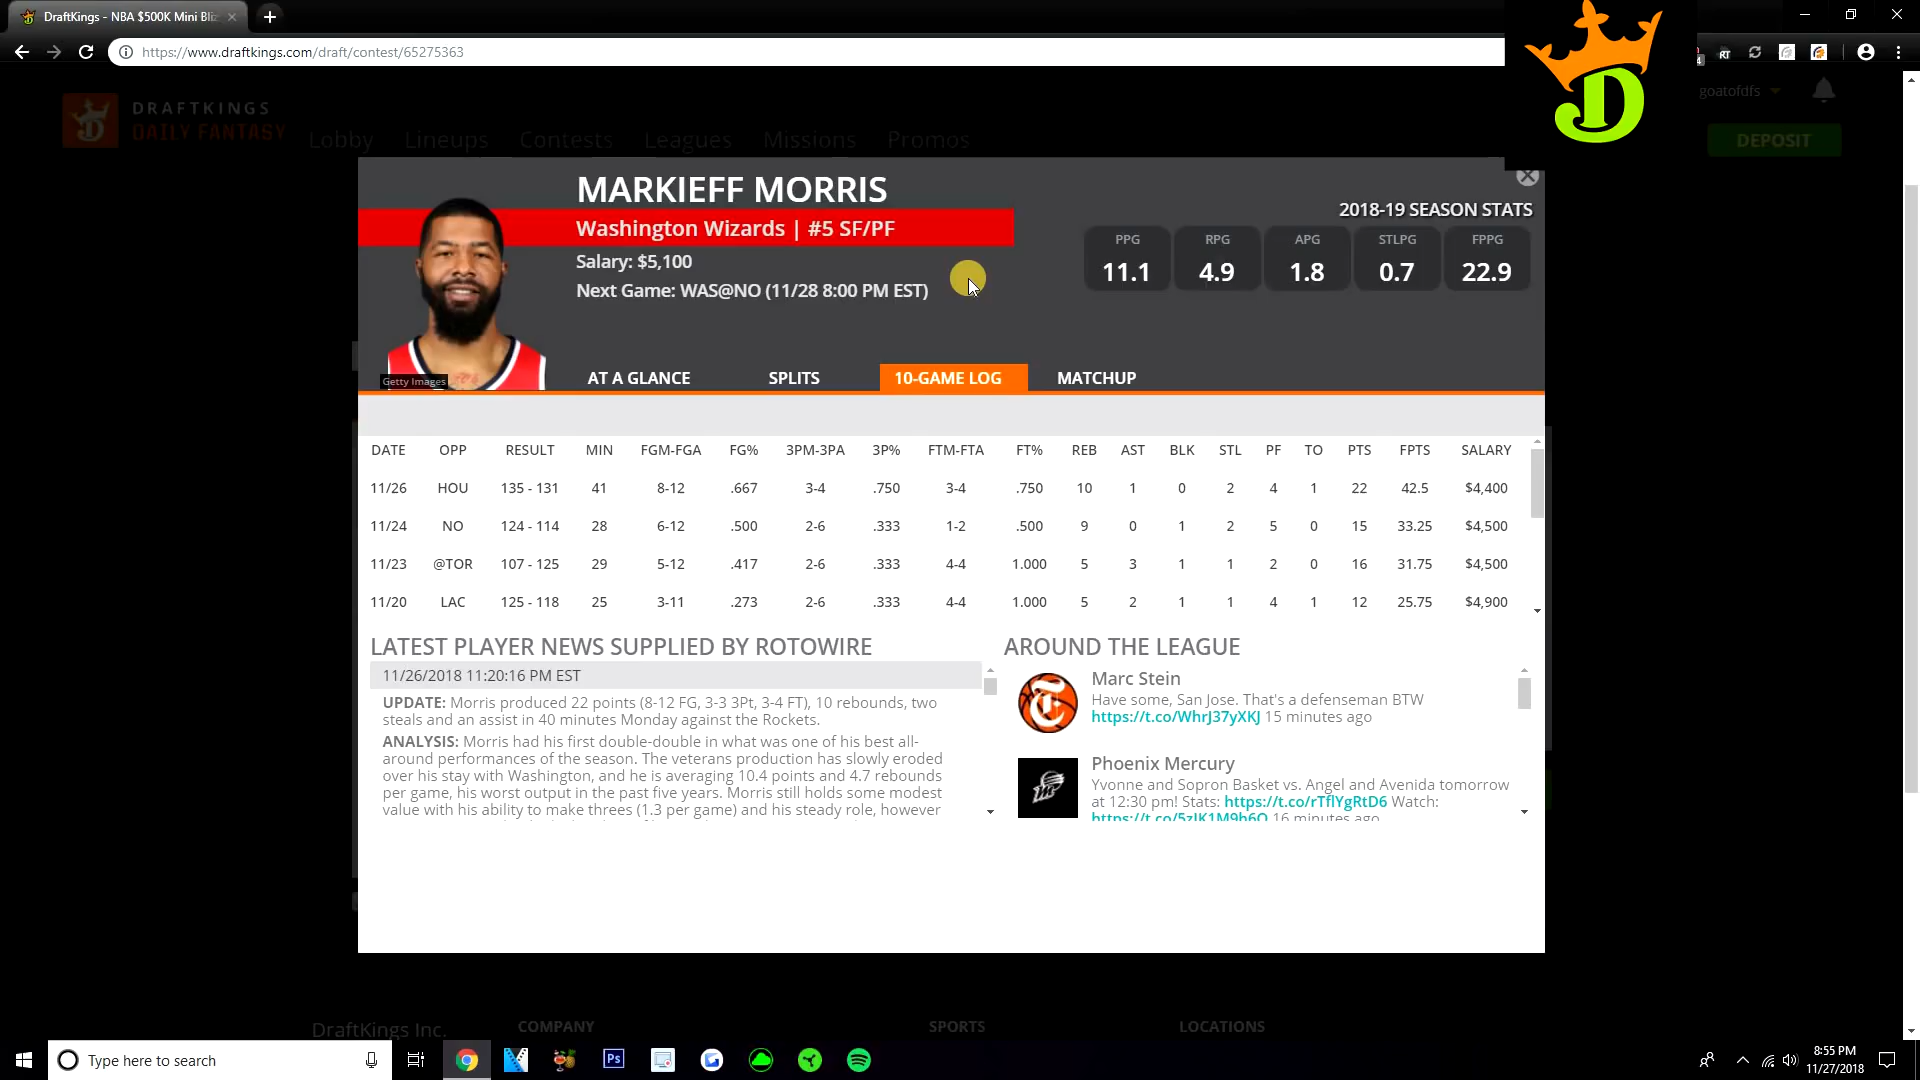 DraftKings - NBA $500K Mini Bli
https://www.draftkings.com/draft/contest/65275363
RT
DRAFTKINGS
DAILY FANTASY
Lobby Lineups Contests Leagues Missions Promos
goatofdfs
DEPOSIT
D
MARKIEFF MORRIS
Washington Wizards | #5 SF/PF
Salary: $5,100
Next Game: WAS@NO (11/28 8:00 PM EST)
Getty Images
2018-19 SEASON STATS
PPG RPG APG STLPG FPPG
11.1 4.9 1.8 0.7 22.9
AT A GLANCE SPLITS 10-GAME LOG MATCHUP
DATE OPP RESULT MIN FGM-FGA FG% 3PM-3PA 3P% FTM-FTA FT% REB AST BLK STL PF TO PTS FPTS SALARY
11/26 HOU 135 - 131 41 8-12 .667 3-4 .750 3-4 .750 10 1 0 2 4 1 22 42.5 $4,400
11/24 NO 124 - 114 28 6-12 .500 2-6 .333 1-2 .500 9 0 1 2 5 0 15 33.25 $4,500
11/23 @TOR 107 - 125 29 5-12 .417 2-6 .333 4-4 1.000 5 3 1 1 2 0 16 31.75 $4,500
11/20 LAC 125 - 118 25 3-11 .273 2-6 .333 4-4 1.000 5 2 1 1 4 1 12 25.75 $4,900
LATEST PLAYER NEWS SUPPLIED BY ROTOWIRE
11/26/2018 11:20:16 PM EST
UPDATE: Morris produced 22 points (8-12 FG, 3-3 3Pt, 3-4 FT), 10 rebounds, two
steals and an assist in 40 minutes Monday against the Rockets.
ANALYSIS: Morris had his first double-double in what was one of his best all-
around performances of the season. The veterans production has slowly eroded
over his stay with Washington, and he is averaging 10.4 points and 4.7 rebounds
per game, his worst output in the past five years. Morris still holds some modest
value with his ability to make threes (1.3 per game) and his steady role, however
AROUND THE LEAGUE
Marc Stein
Have some, San Jose. That's a defenseman BTW
https://t.co/WhrJ37yXKJ 15 minutes ago
Phoenix Mercury
Yvonne and Sopron Basket vs. Angel and Avenida tomorrow
at 12:30 pm! Stats: https://t.co/rTflYgRtD6 Watch:
https://t.co/5zJK1M9h6Q 16 minutes ago
DraftKings Inc. COMPANY SPORTS LOCATIONS
Type here to search
Ps
8:55 PM
11/27/2018